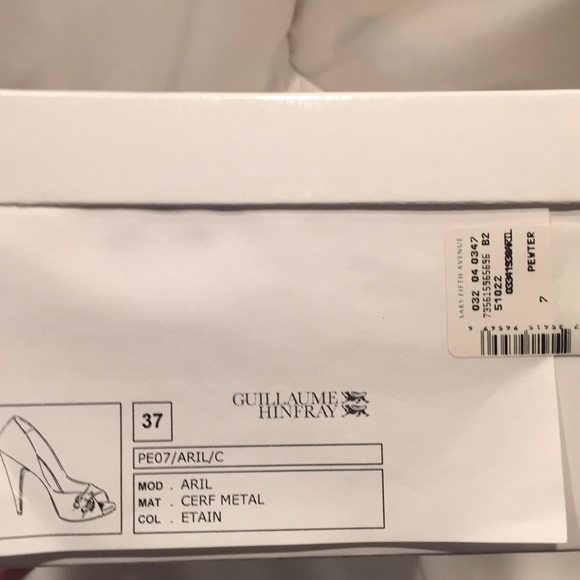 SAKS FIFTH AVENUE
032 04 0347
735615965696 B2
51022
PEWTER
7
GUILLAUME
HINFRAY
37
PE07/ARIL/C
MOD . ARIL
MAT . CERF METAL
COL . ETAIN